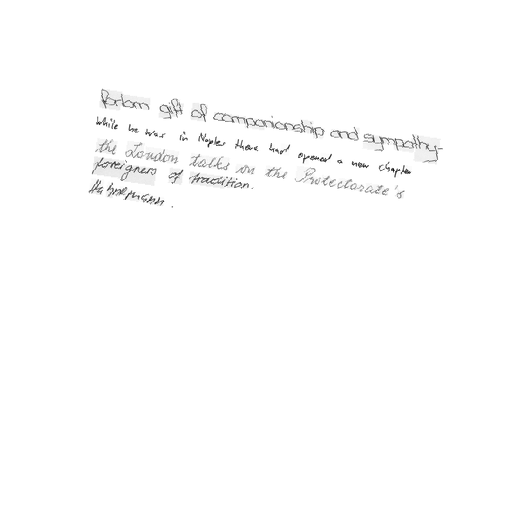 forlorn gift of companionship and sympathy-
while he was in Naples there had opened a new chapter
the London talks on the Protectorate's
foreigners of tradition.
Hahnemann.